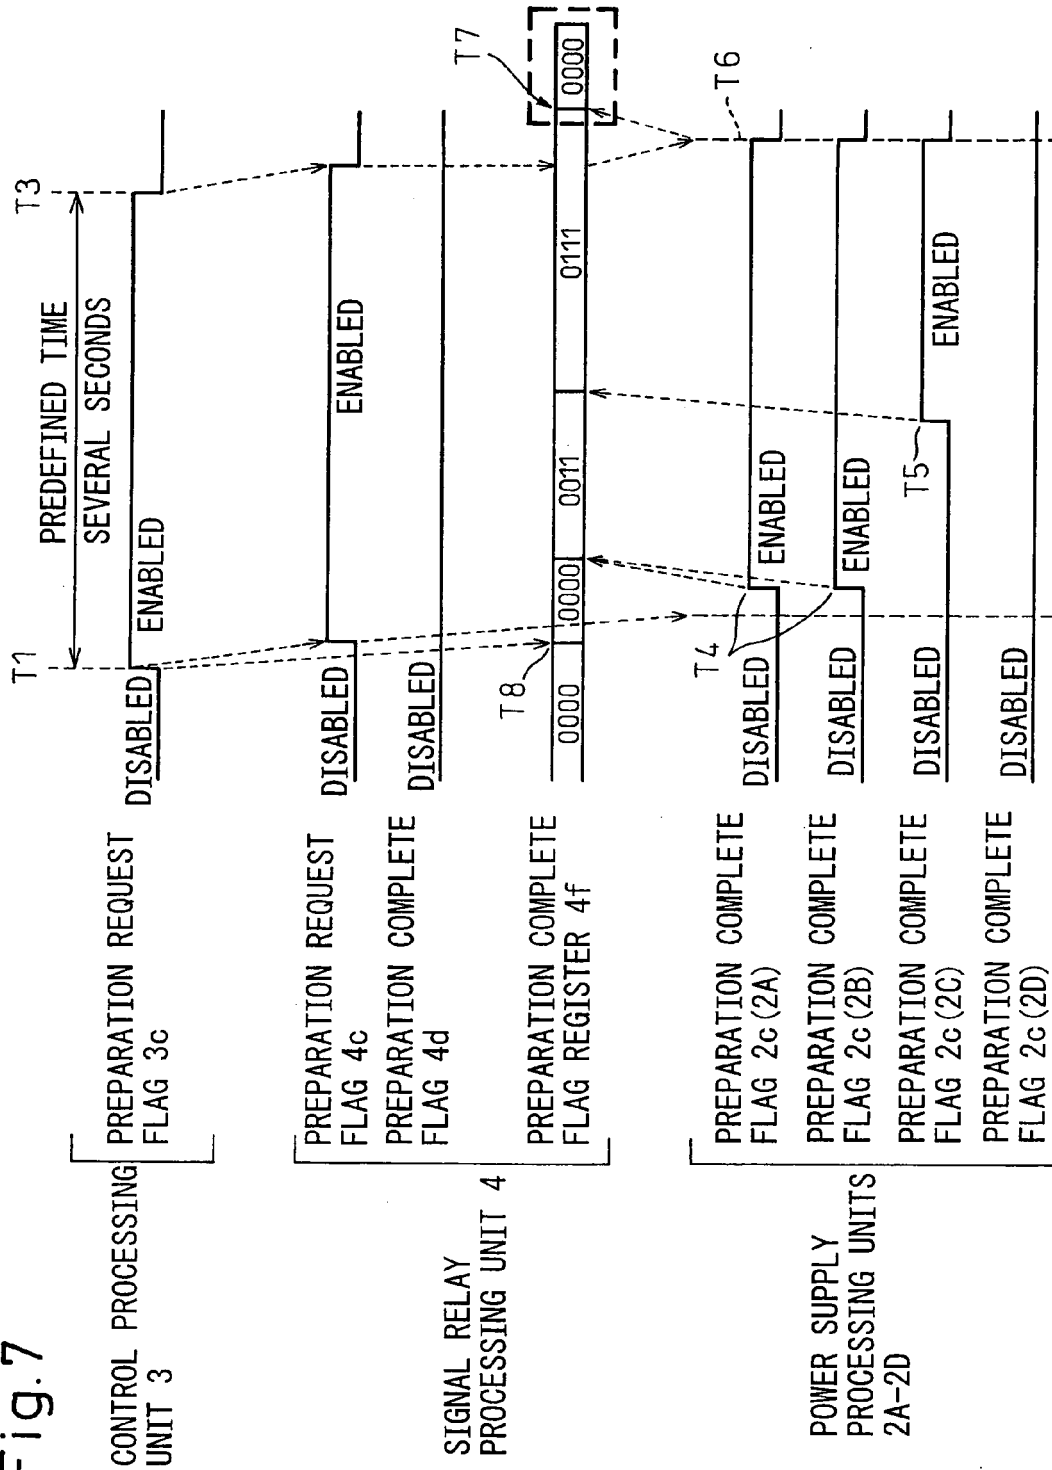 Fig.7
CONTROL PROCESSING
UNIT 3
PREPARATION REQUEST
FLAG 3c
DISABLED
ENABLED
T1
PREDEFINED TIME
SEVERAL SECONDS
T3
SIGNAL RELAY
PROCESSING UNIT 4
PREPARATION REQUEST
FLAG 4c
DISABLED
ENABLED
PREPARATION COMPLETE
FLAG 4d
DISABLED
PREPARATION COMPLETE
FLAG REGISTER 4f
T8
0000
0000
0011
0111
0000
T7
POWER SUPPLY
PROCESSING UNITS
2A-2D
PREPARATION COMPLETE
FLAG 2c(2A)
DISABLED
T4
ENABLED
T6
PREPARATION COMPLETE
FLAG 2c(2B)
DISABLED
ENABLED
PREPARATION COMPLETE
FLAG 2c(2C)
DISABLED
T5
ENABLED
PREPARATION COMPLETE
FLAG 2c(2D)
DISABLED